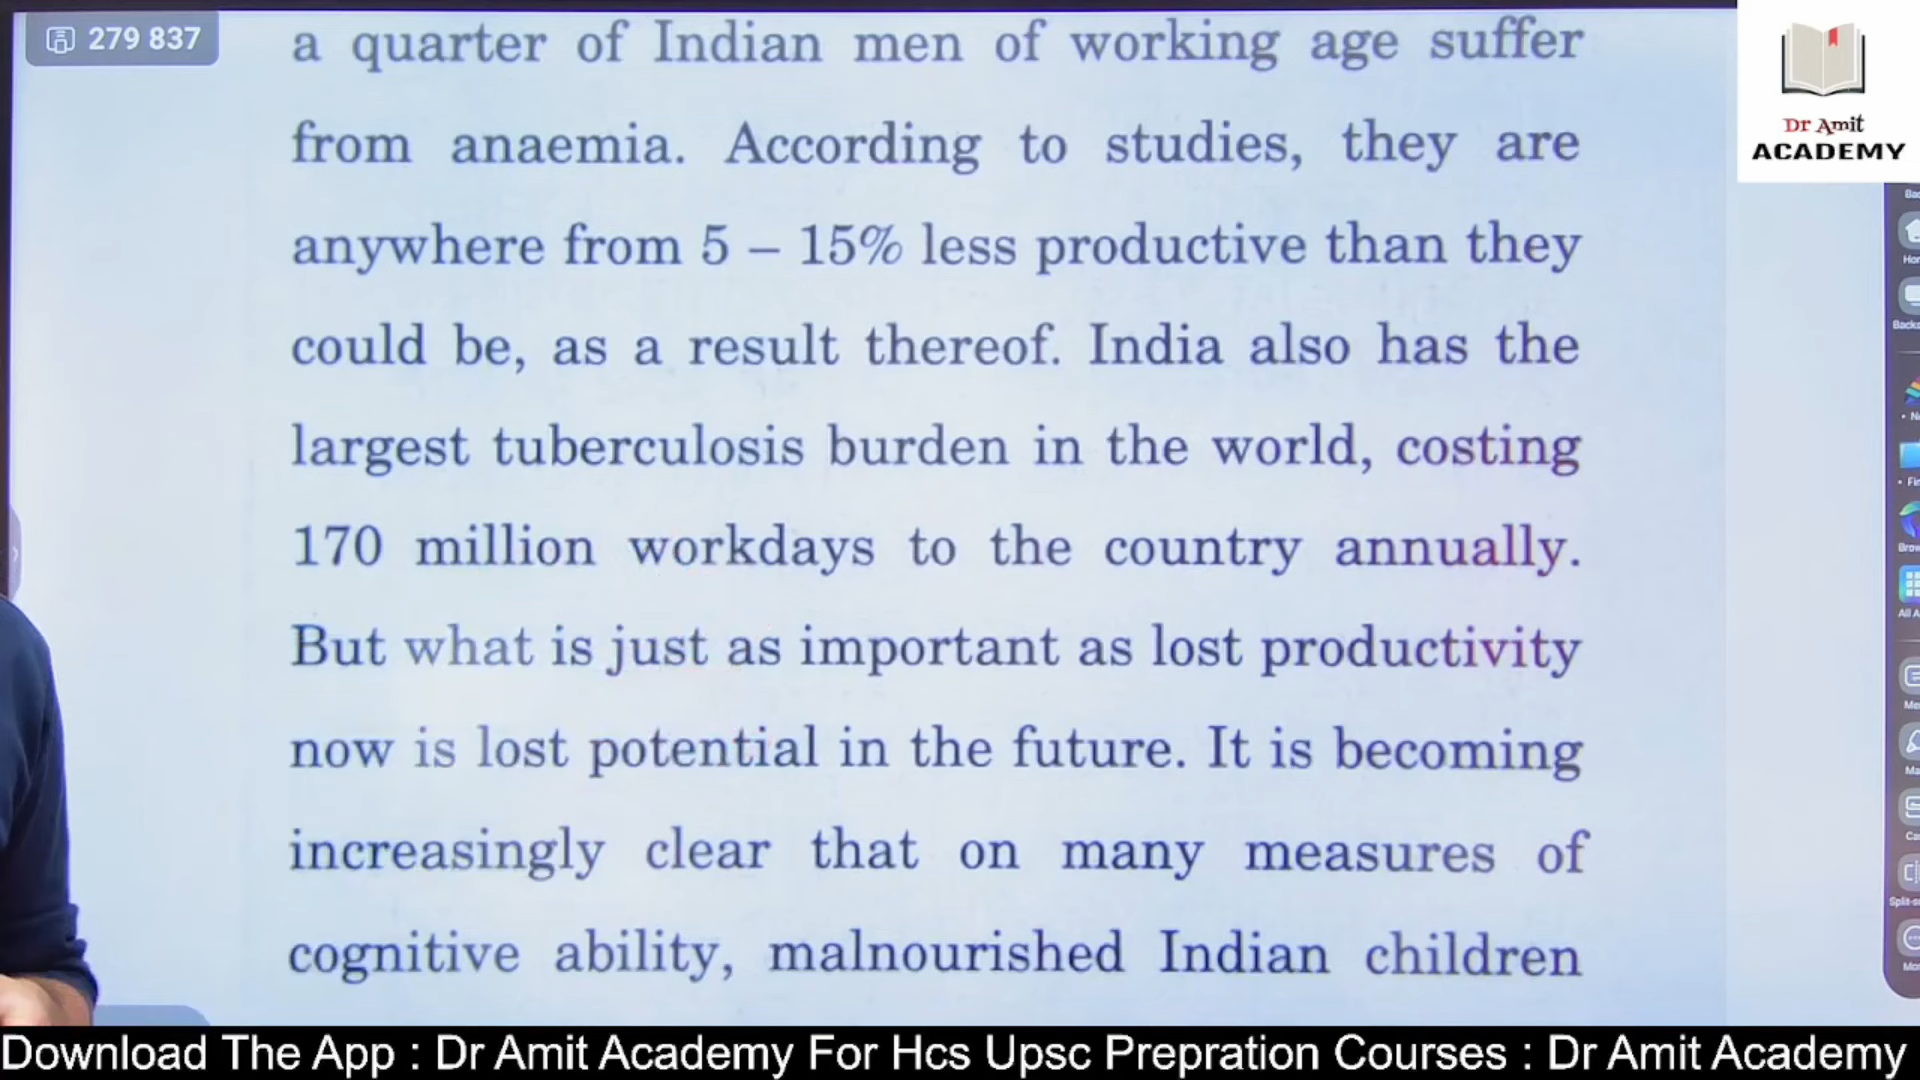 279 837
a quarter of Indian men of working age suffer
from anaemia. According to studies, they are
anywhere from 5 – 15% less productive than they
could be, as a result thereof. India also has the
largest tuberculosis burden in the world, costing
170 million workdays to the country annually.
But what is just as important as lost productivity
now is lost potential in the future. It is becoming
increasingly clear that on many measures of
cognitive ability, malnourished Indian children
Dr Amit
ACADEMY
Download The App : Dr Amit Academy For Hcs Upsc Prepration Courses : Dr Amit Academy